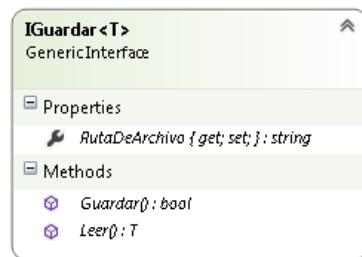 IGuardar<T>
GenericInterface
Properties
RutaDeArchivo { get; set; } : string
Methods
Guardar() : bool
Leer() : T